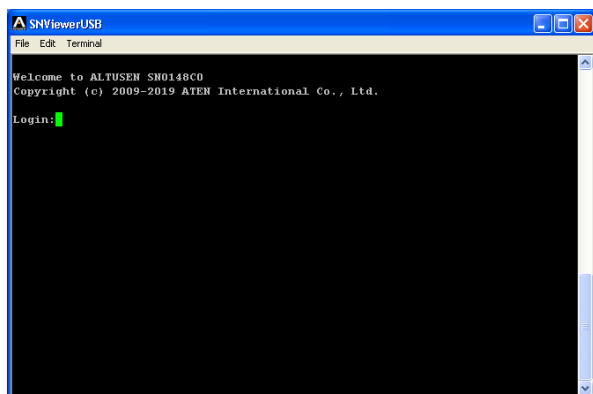 SNViewerUSB
File Edit Terminal
Welcome to ALTUSEN SN0148CO
Copyright (c) 2009-2019 ATEN International Co., Ltd.
Login: